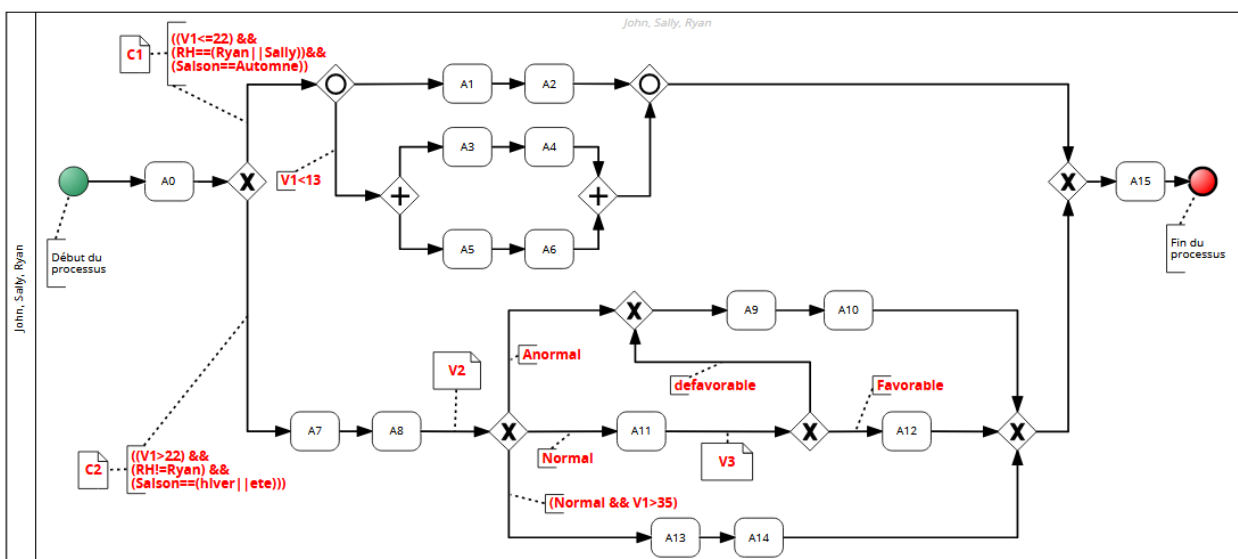 John, Sally, Ryan
John, Sally, Ryan
C1
((V1<=22) &&
(RH==(Ryan||Sally))&&
(Saison==Automne))
A1
A2
A3
A4
V1<13
A0
A5
A6
A15
Début du
processus
Fin du
processus
A9
A10
Anormal
V2
defavorable
Favorable
A7
A8
A11
A12
Normal
V3
C2
((V1>22) &&
(RH!=Ryan) &&
(Saison==(hiver||ete)))
(Normal && V1>35)
A13
A14